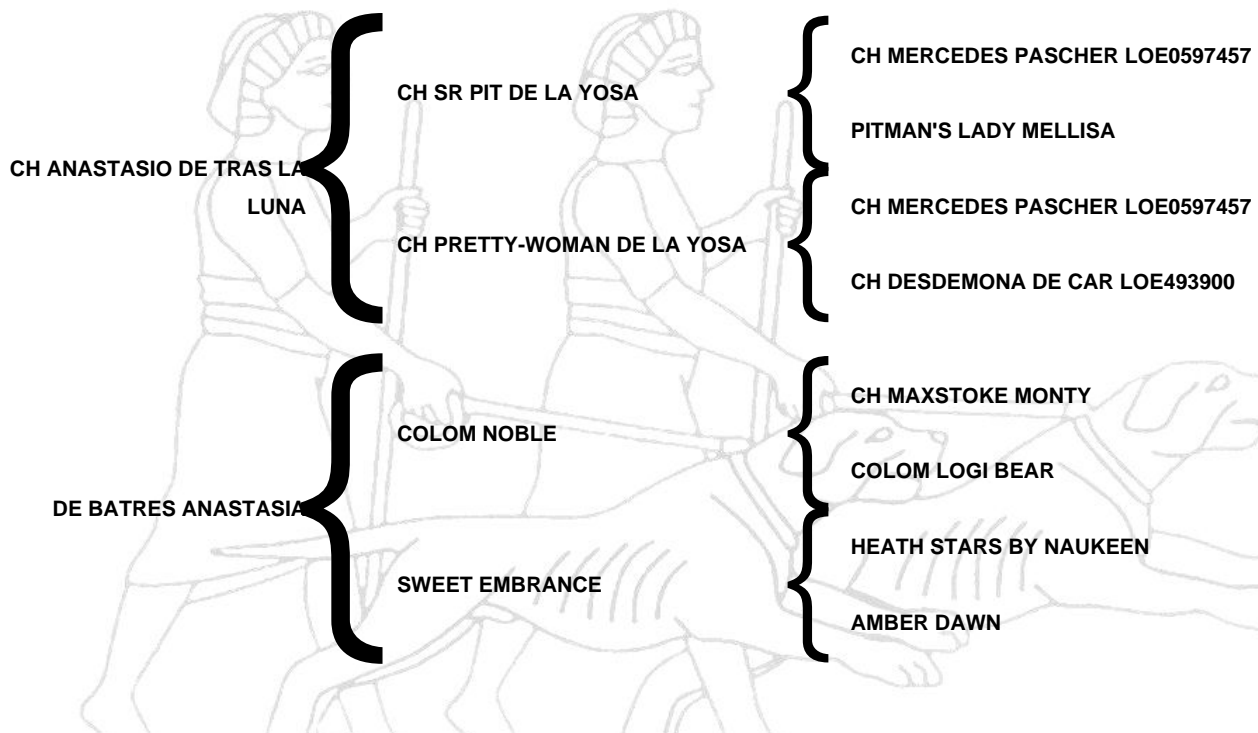 CH MERCEDES PASCHER LOE0597457
CH SR PIT DE LA YOSA
PITMAN'S LADY MELLISA
CH ANASTASIO DE TRAS LA
LUNA
CH MERCEDES PASCHER LOE0597457
CH PRETTY-WOMAN DE LA YOSA
CH DESDEMONA DE CAR LOE493900
CH MAXSTOKE MONTY
COLOM NOBLE
COLOM LOGI BEAR
DE BATRES ANASTASIA
HEATH STARS BY NAUKEEN
SWEET EMBRANCE
AMBER DAWN